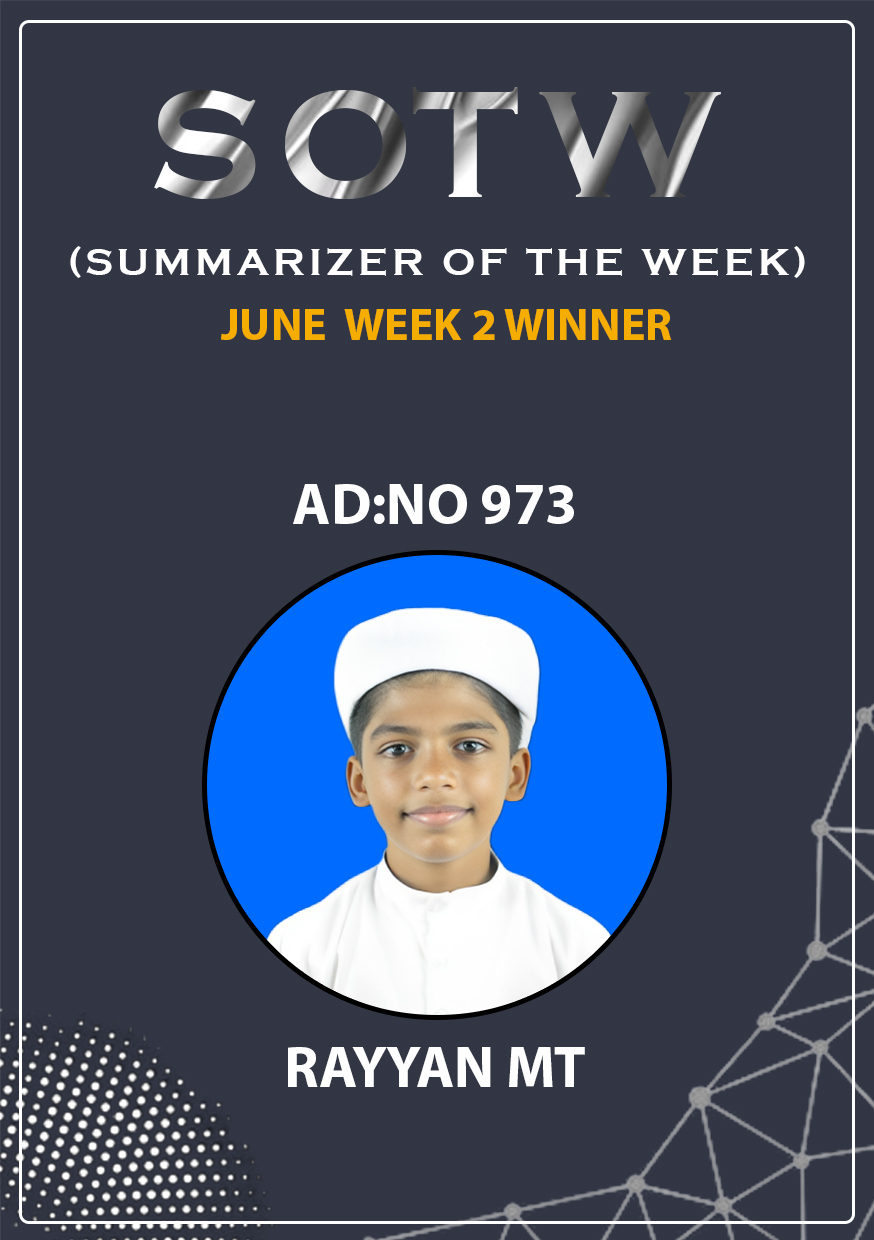 SOTW
(SUMMARIZER OF THE WEEK)
JUNE WEEK 2 WINNER
AD:NO 973
RAYYAN MT